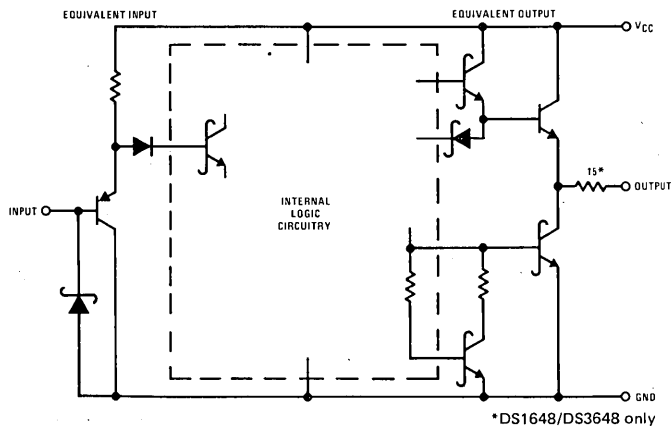 EQUIVALENT INPUT
EQUIVALENT OUTPUT
VCC
15*
OUTPUT
INPUT
INTERNAL
LOGIC
CIRCUITRY
GND
*DS1648/DS3648 only